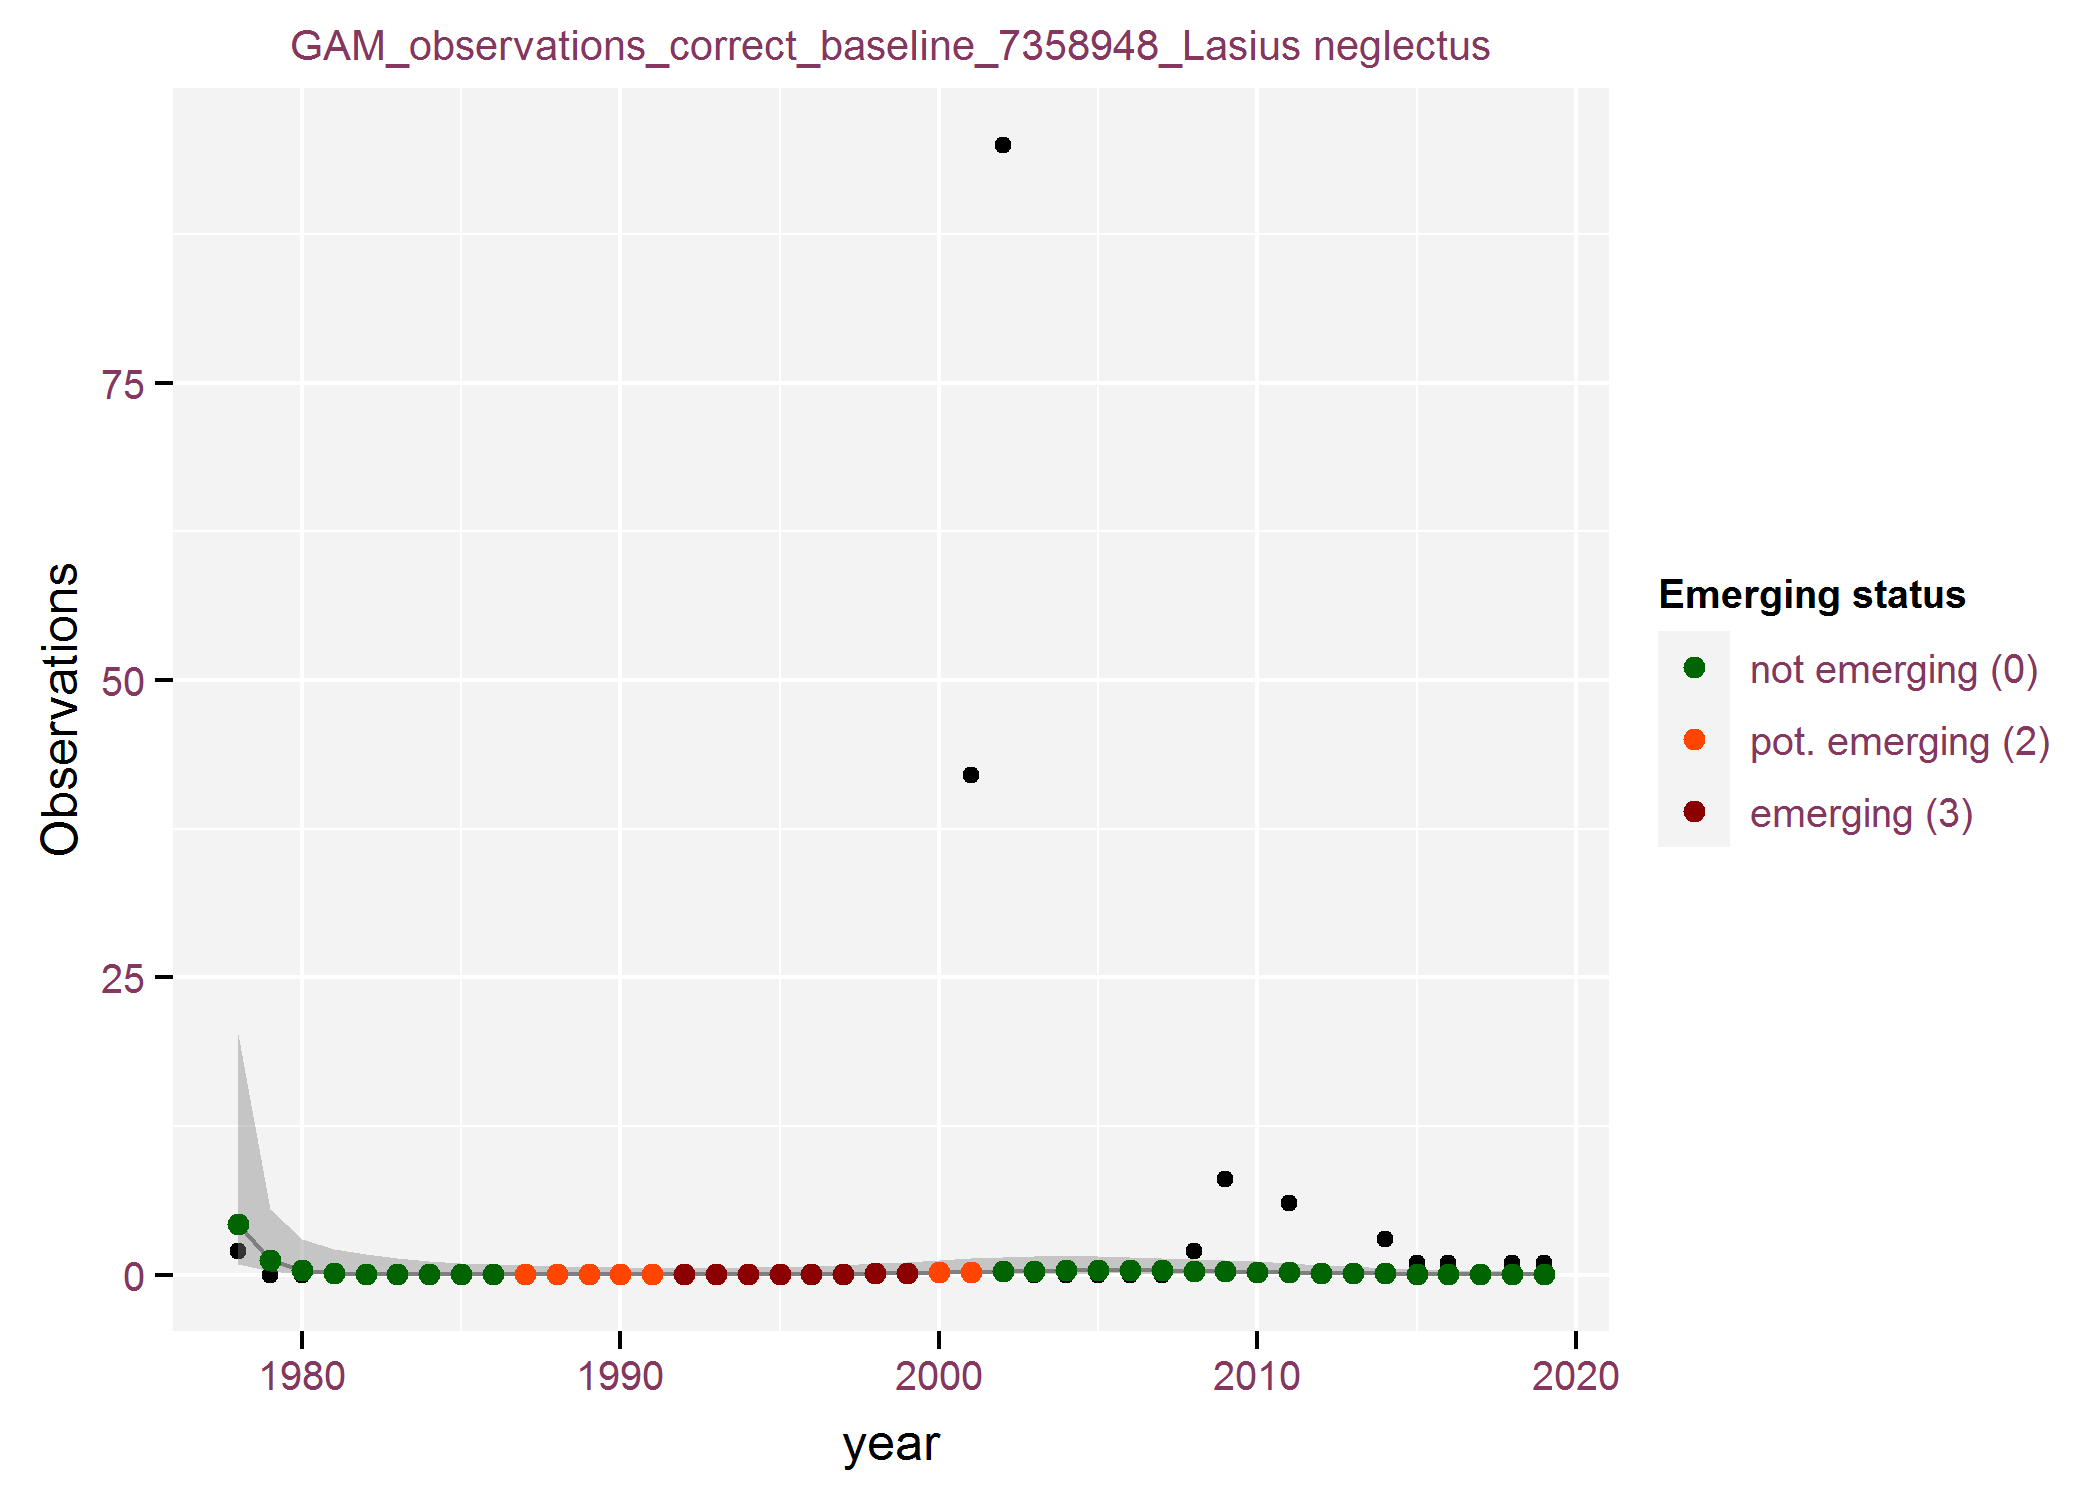 GAM_observations_correct_baseline_7358948_Lasius neglectus
Observations
75
50
25
0
1980 1990 2000 2010 2020
year
Emerging status
not emerging (0)
pot. emerging (2)
emerging (3)